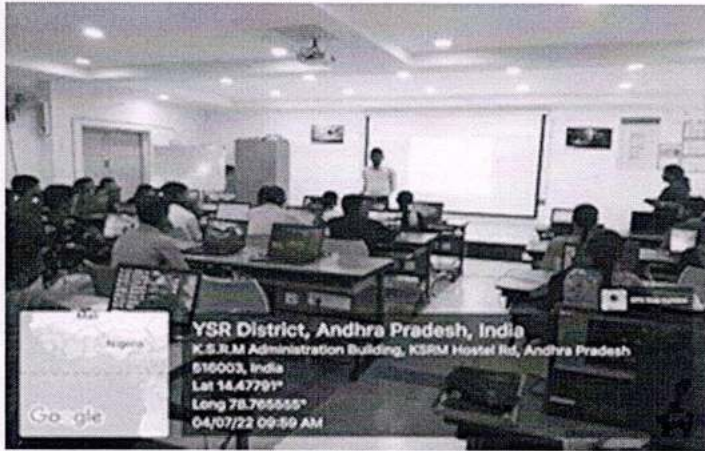 Nigeria
Google
YSR District, Andhra Pradesh, India
K.S.R.M Administration Building, KSRM Hostel Rd, Andhra Pradesh
516003, India
Lat 14.47791°
Long 78.765555°
04/07/22 09:59 AM